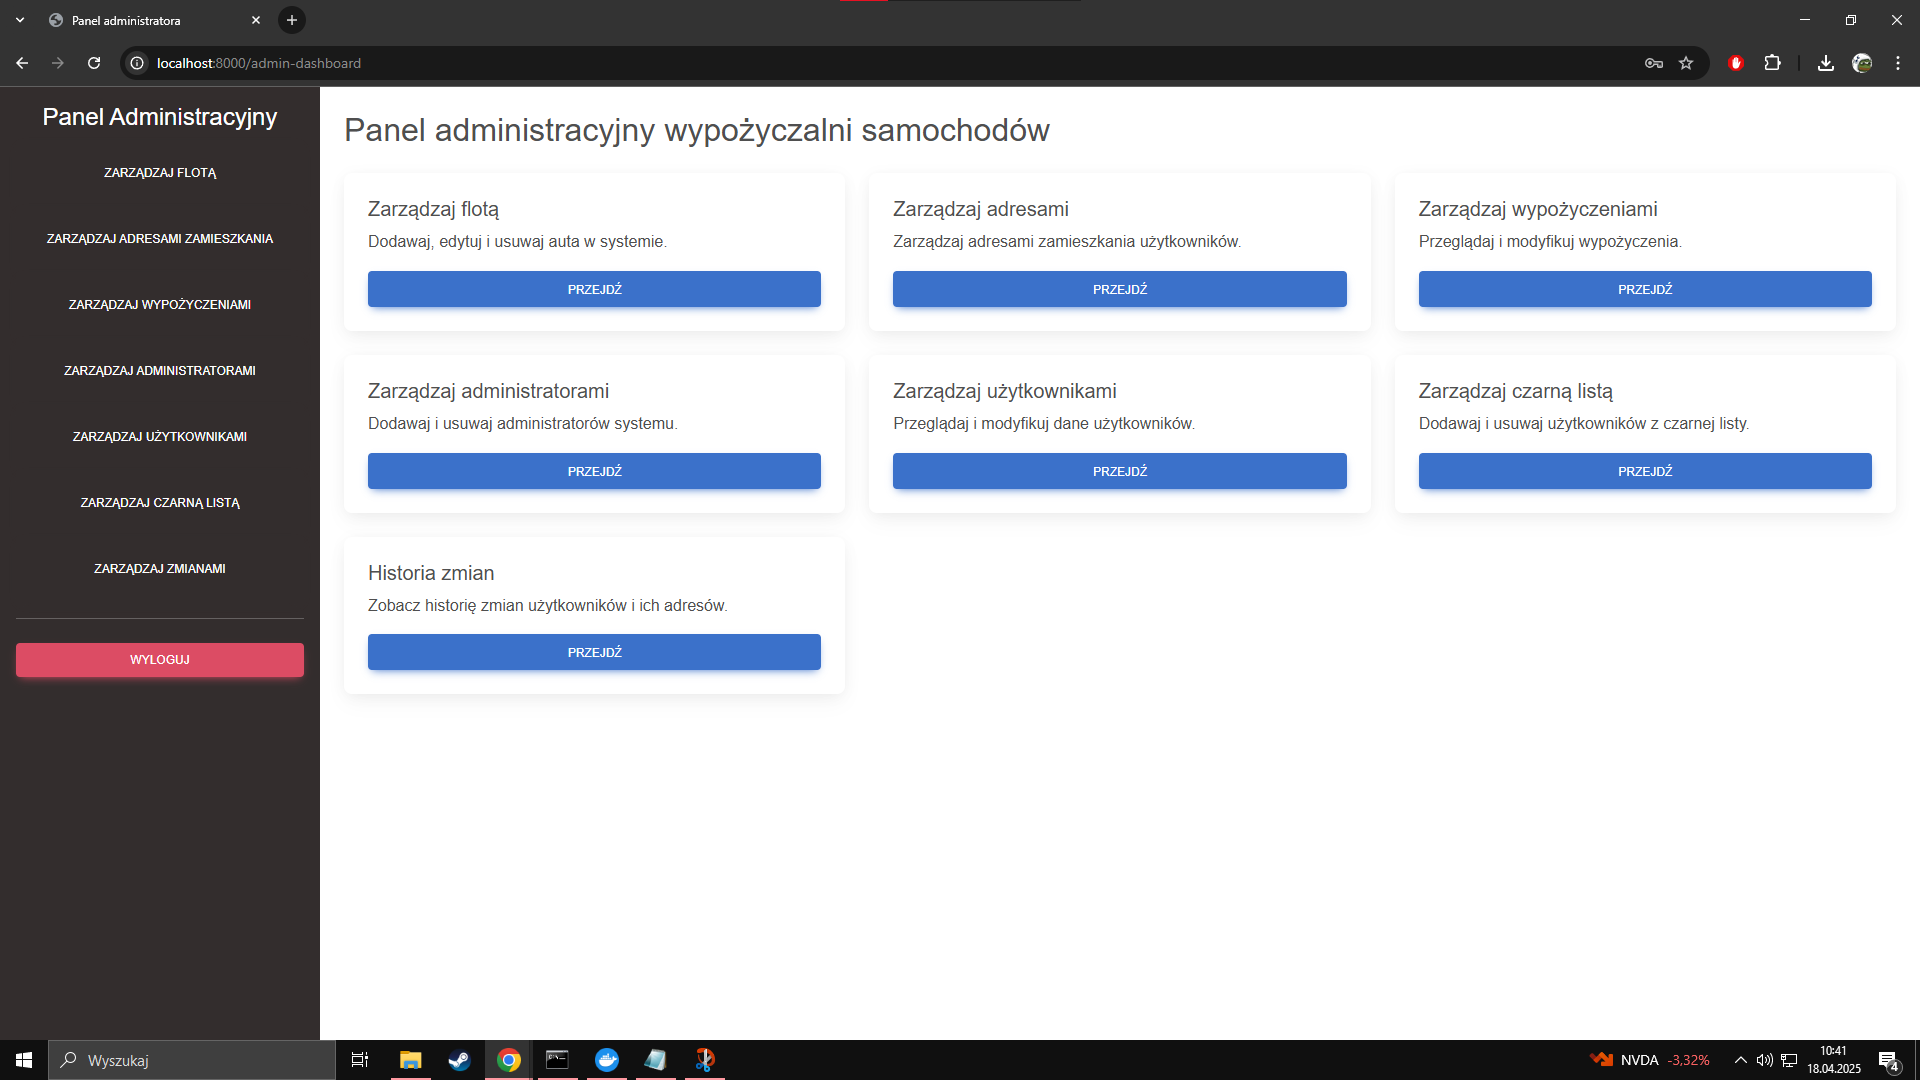 Panel administratora
localhost:8000/admin-dashboard
Panel Administracyjny
ZARZĄDZAJ FLOTĄ
ZARZĄDZAJ ADRESAMI ZAMIESZKANIA
ZARZĄDZAJ WYPOŻYCZENIAMI
ZARZĄDZAJ ADMINISTRATORAMI
ZARZĄDZAJ UŻYTKOWNIKAMI
ZARZĄDZAJ CZARNĄ LISTĄ
ZARZĄDZAJ ZMIANAMI
WYLOGUJ
Panel administracyjny wypożyczalni samochodów
Zarządzaj flotą
Dodawaj, edytuj i usuwaj auta w systemie.
PRZEJDŹ
Zarządzaj adresami
Zarządzaj adresami zamieszkania użytkowników.
PRZEJDŹ
Zarządzaj wypożyczeniami
Przeglądaj i modyfikuj wypożyczenia.
PRZEJDŹ
Zarządzaj administratorami
Dodawaj i usuwaj administratorów systemu.
PRZEJDŹ
Zarządzaj użytkownikami
Przeglądaj i modyfikuj dane użytkowników.
PRZEJDŹ
Zarządzaj czarną listą
Dodawaj i usuwaj użytkowników z czarnej listy.
PRZEJDŹ
Historia zmian
Zobacz historię zmian użytkowników i ich adresów.
PRZEJDŹ
Wyszukaj
NVDA -3,32%
10:41
18.04.2025
4